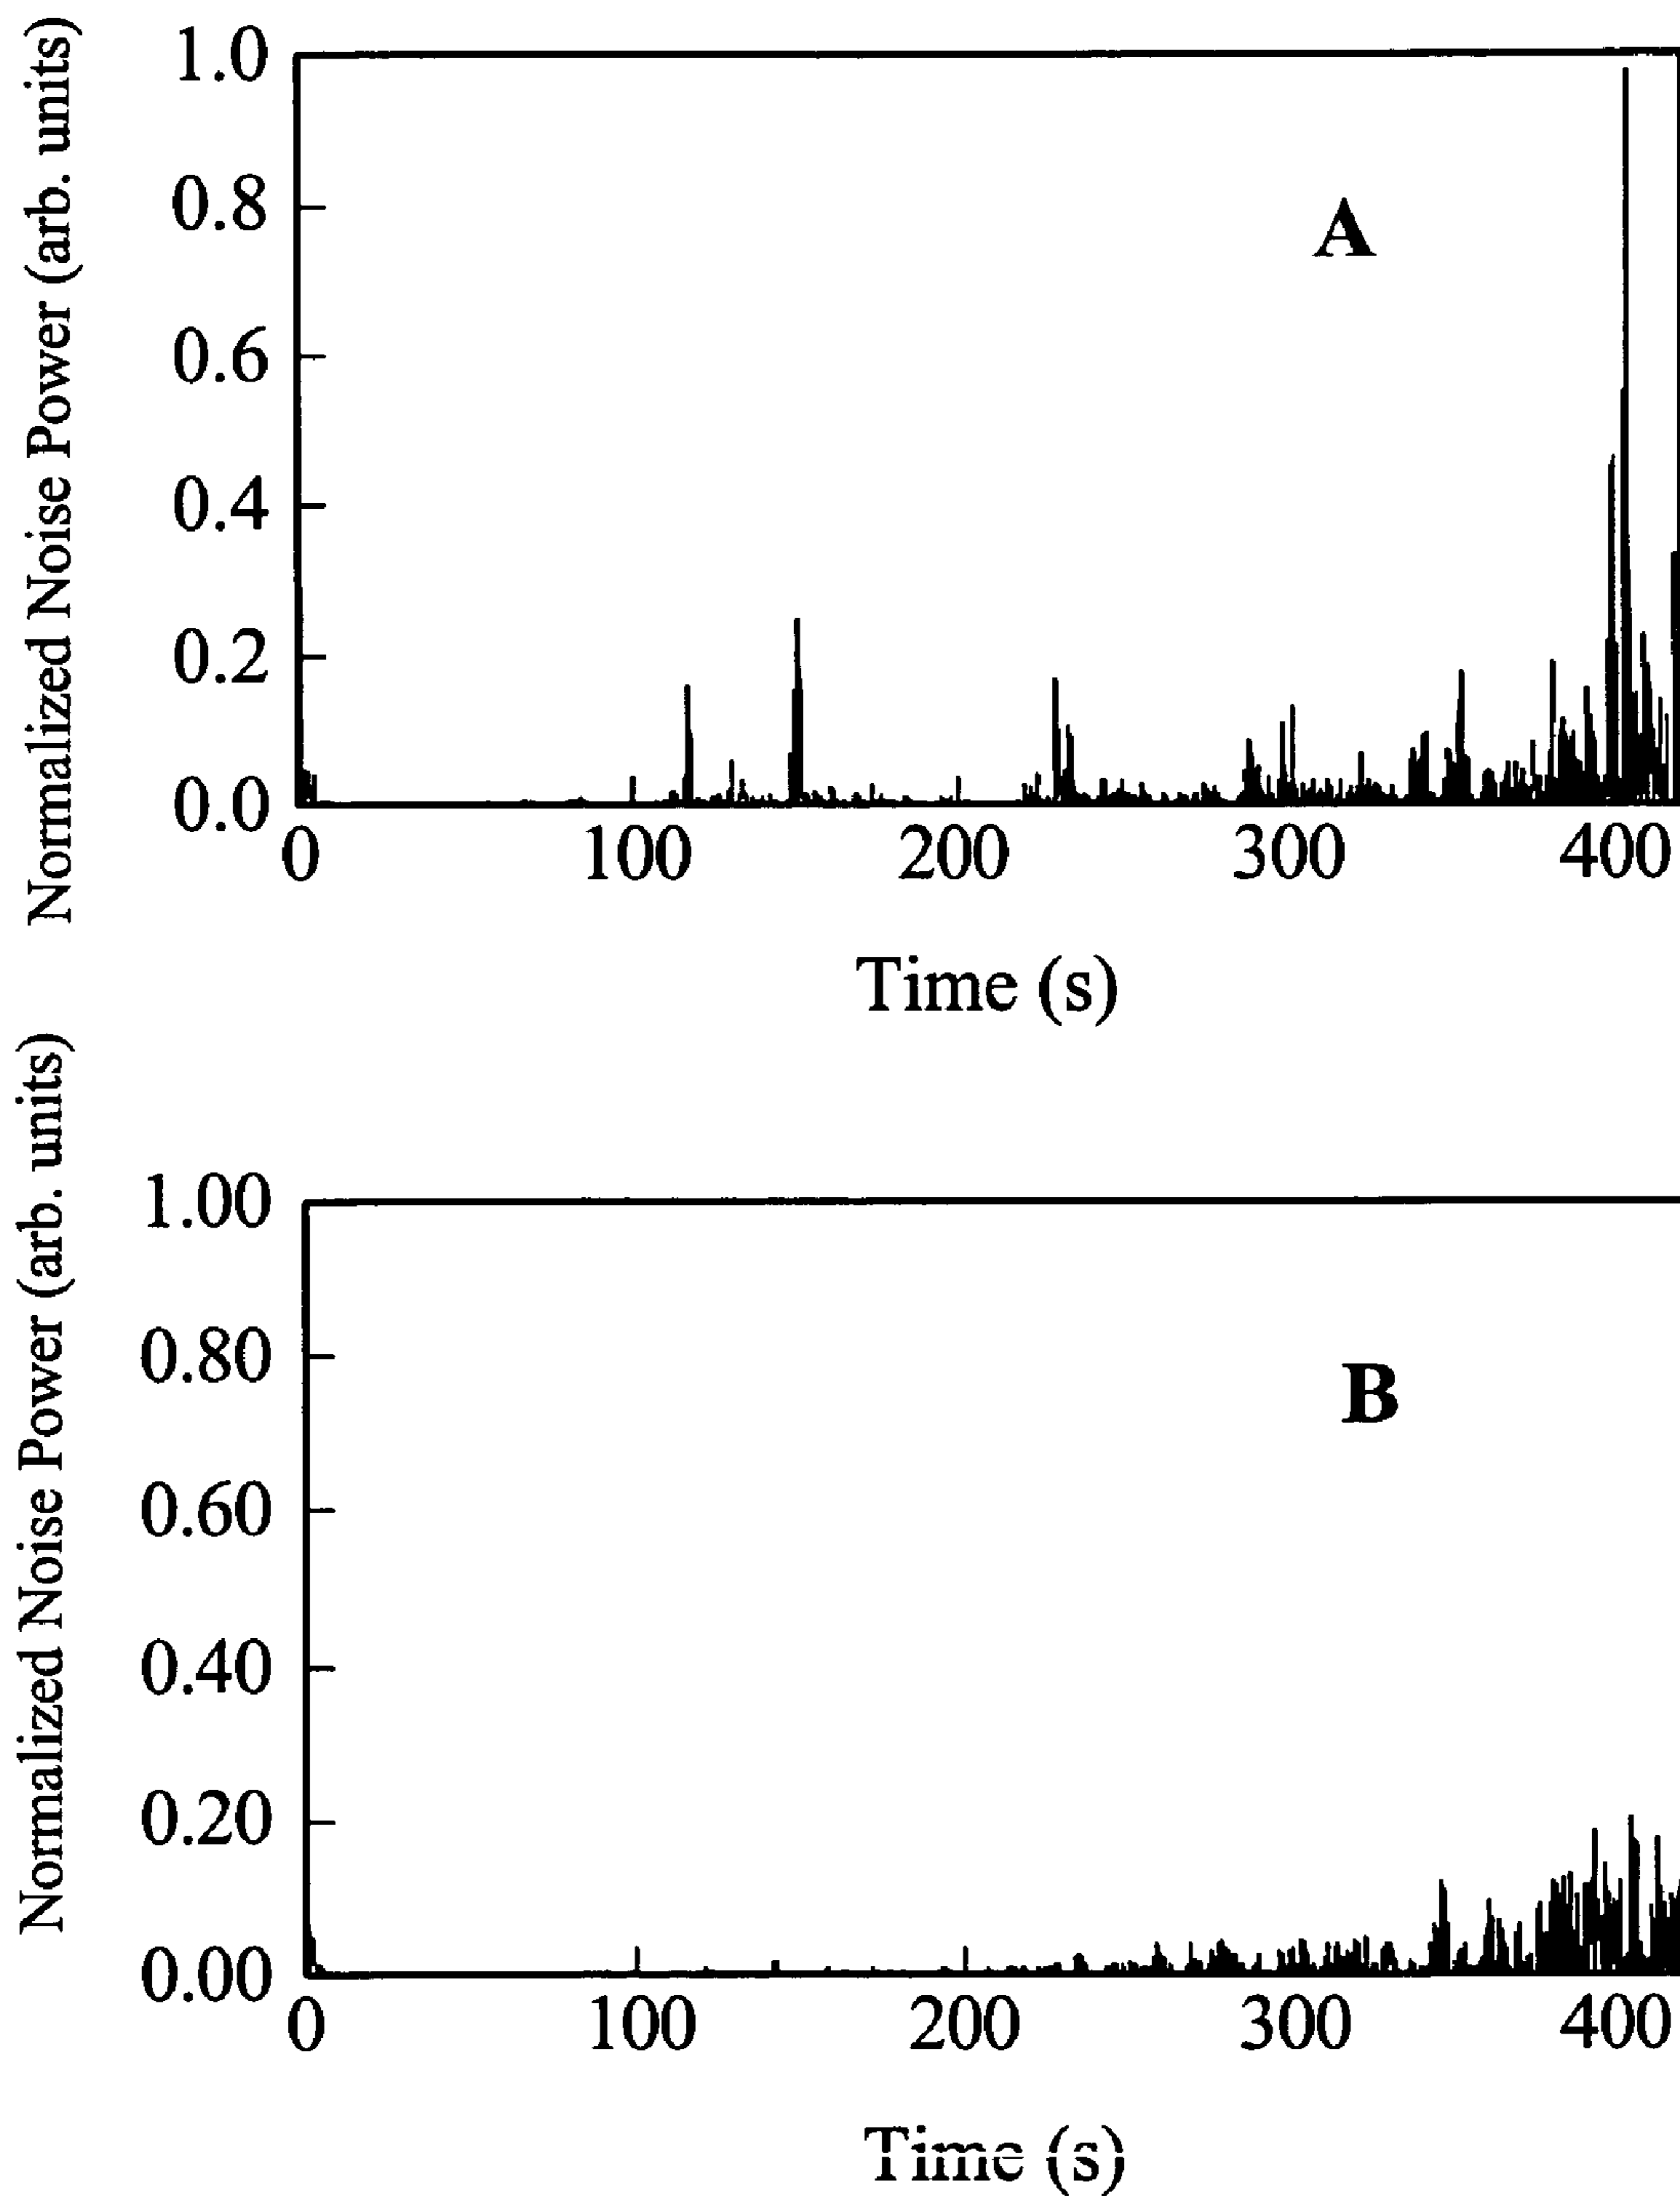 Normalized Noise Power (arb. units)
1.0
0.8
0.6
0.4
0.2
0.0
A
0 100 200 300 400
Time (s)
Normalized Noise Power (arb. units)
1.00
0.80
0.60
0.40
0.20
0.00
B
0 100 200 300 400
Time (s)